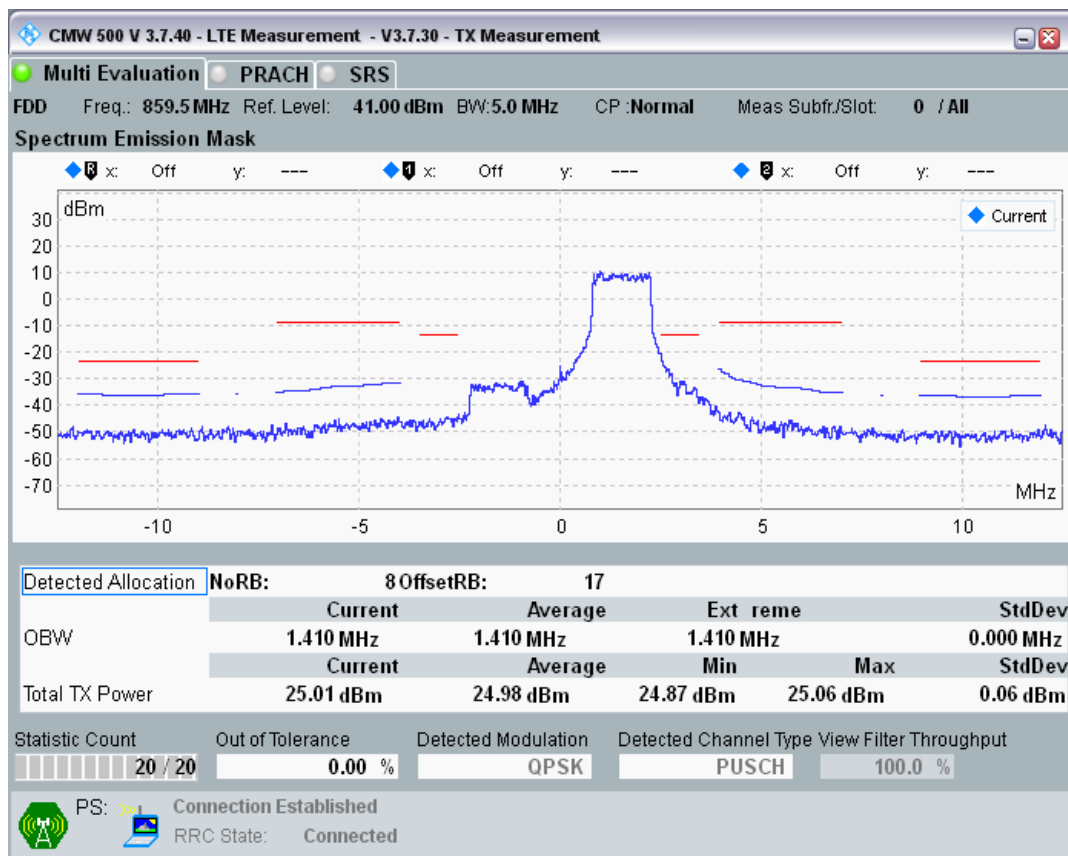 CMW 500 V 3.7.40 - LTE Measurement - V3.7.30 - TX Measurement
Multi Evaluation PRACH SRS
FDD Freq.: 859.5 MHz Ref. Level: 41.00 dBm BW:5.0 MHz CP :Normal Meas Subfr./Slot: 0 / All
Spectrum Emission Mask
R x: Off y: --- 1 x: Off y: --- 2 x: Off y: ---
dBm
Current
30
20
10
0
-10
-20
-30
-40
-50
-60
-70
MHz
-10 -5 0 5 10
Detected Allocation NoRB: 8 OffsetRB: 17
Current Average Ext reme StdDev
OBW 1.410 MHz 1.410 MHz 1.410 MHz 0.000 MHz
Current Average Min Max StdDev
Total TX Power 25.01 dBm 24.98 dBm 24.87 dBm 25.06 dBm 0.06 dBm
Statistic Count Out of Tolerance Detected Modulation Detected Channel Type View Filter Throughput
20 / 20 0.00 % QPSK PUSCH 100.0 %
PS: Connection Established
RRC State: Connected